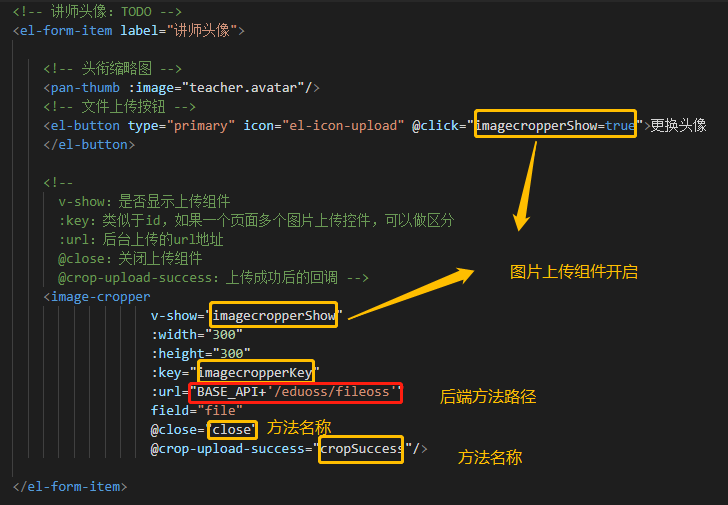 <!-- 讲师头像：TODO -->
<el-form-item label="讲师头像">
<!-- 头衔缩略图 -->
<pan-thumb :image="teacher.avatar"/>
<!-- 文件上传按钮 -->
<el-button type="primary" icon="el-icon-upload" @click="imagecropperShow=true">更换头像
</el-button>
<!--
v-show：是否显示上传组件
:key：类似于id，如果一个页面多个图片上传控件，可以做区分
:url：后台上传的url地址
@close：关闭上传组件
@crop-upload-success：上传成功后的回调 -->
图片上传组件开启
<image-cropper
v-show="imagecropperShow"
:width="300"
:height="300"
:key="imagecropperKey"
:url="BASE_API+'/eduoss/fileoss'" 后端方法路径
field="file"
@close="close" 方法名称
@crop-upload-success="cropSuccess"/> 方法名称
</el-form-item>